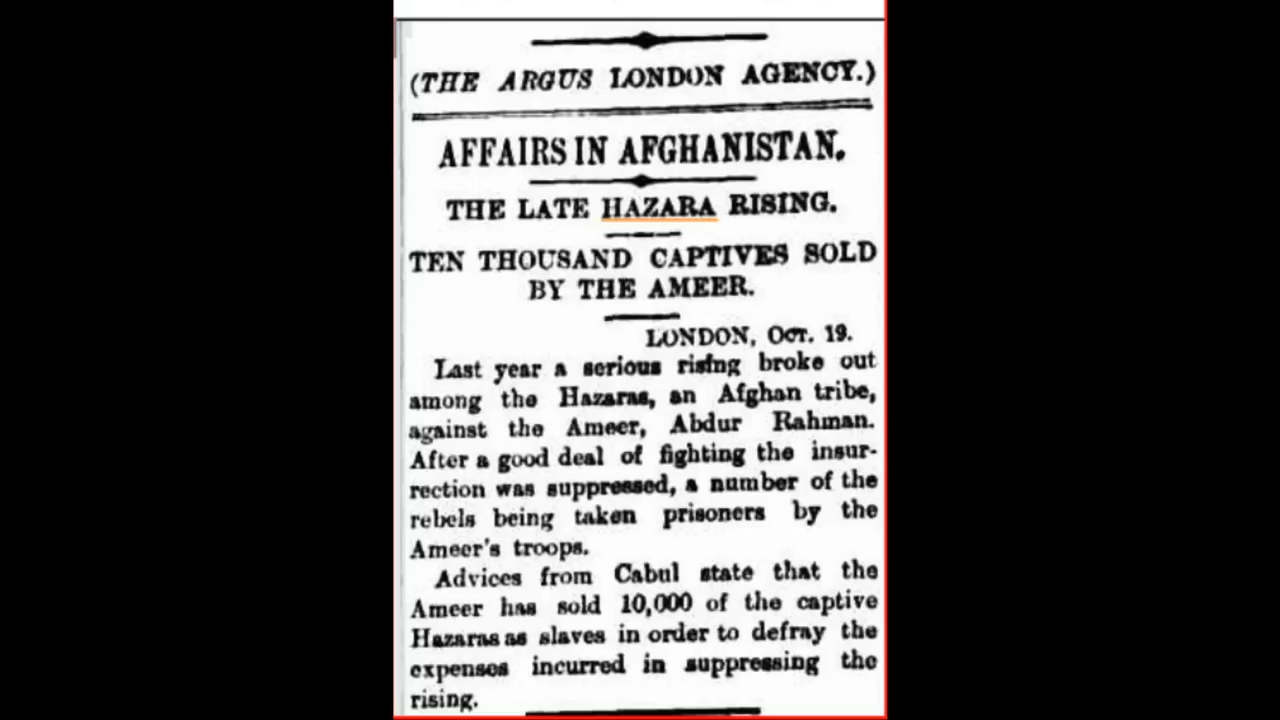 (THE ARGUS LONDON AGENCY.)
AFFAIRS IN AFGHANISTAN.
THE LATE HAZARA RISING.
TEN THOUSAND CAPTIVES SOLD
BY THE AMEER.
LONDON, OCT. 19.
Last year a serious rising broke out
among the Hazaras, an Afghan tribe,
against the Ameer, Abdur Rahman.
After a good deal of fighting the insur-
rection was suppressed, a number of the
rebels being taken prisoners by the
Ameer's troops.
Advices from Cabul state that the
Ameer has sold 10,000 of the captive
Hazaras as slaves in order to defray the
expenses incurred in suppressing the
rising.